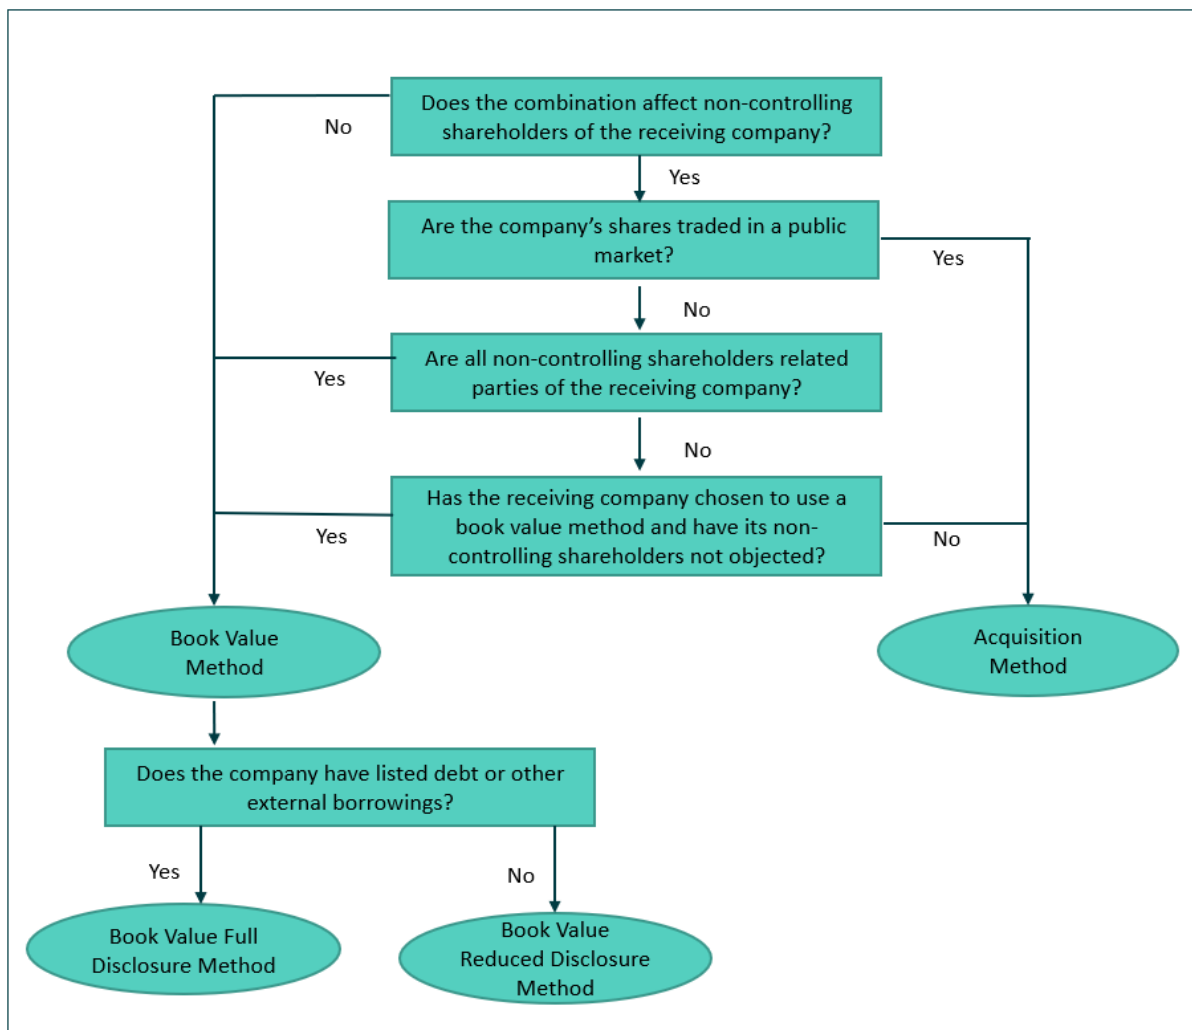 Does the combination affect non-controlling
shareholders of the receiving company?
No
Yes
Are the company's shares traded in a public
market?
Yes
No
Are all non-controlling shareholders related
parties of the receiving company?
Yes
No
Has the receiving company chosen to use a
book value method and have its non-
controlling shareholders not objected?
Yes
No
Book Value
Method
Acquisition
Method
Does the company have listed debt or other
external borrowings?
Yes
No
Book Value Full
Disclosure Method
Book Value
Reduced Disclosure
Method